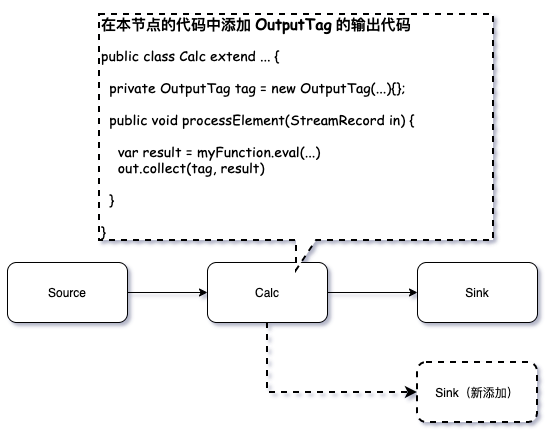 在本节点的代码中添加 OutputTag 的输出代码
public class Calc extend ... {
private OutputTag tag = new OutputTag(...){};
public void processElement(StreamRecord in) {
var result = myFunction.eval(...)
out.collect(tag, result)
}
}
Source
Calc
Sink
Sink（新添加）